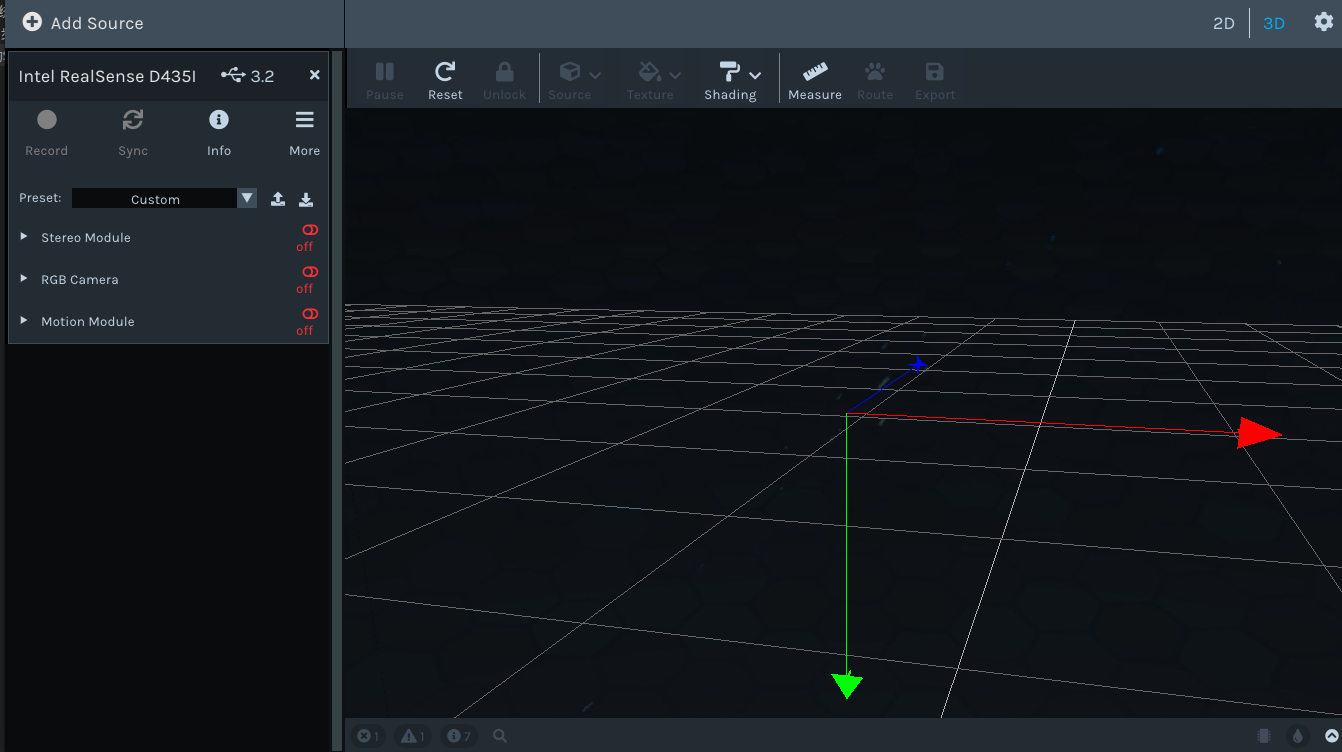 Add Source
2D
3D
Intel RealSense D435I
3.2
Pause
Reset
Unlock
Source
Texture
Shading
Measure
Route
Export
Record
Sync
Info
More
Preset:
Custom
Stereo Module
off
RGB Camera
off
Motion Module
off
1
1
7